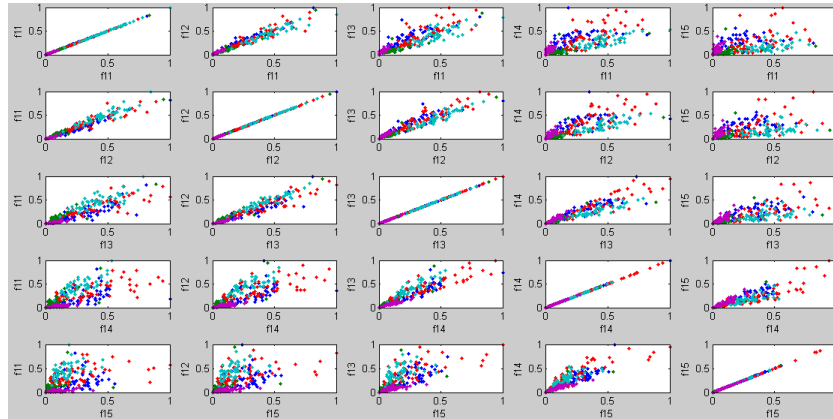 f11 1 0.5 0 0 0.5 1 f11
f12 1 0.5 0 0 0.5 1 f11
f13 1 0.5 0 0 0.5 1 f11
f14 1 0.5 0 0 0.5 1 f11
f15 1 0.5 0 0 0.5 1 f11
f11 1 0.5 0 0 0.5 1 f12
f12 1 0.5 0 0 0.5 1 f12
f13 1 0.5 0 0 0.5 1 f12
f14 1 0.5 0 0 0.5 1 f12
f15 1 0.5 0 0 0.5 1 f12
f11 1 0.5 0 0 0.5 1 f13
f12 1 0.5 0 0 0.5 1 f13
f13 1 0.5 0 0 0.5 1 f13
f14 1 0.5 0 0 0.5 1 f13
f15 1 0.5 0 0 0.5 1 f13
f11 1 0.5 0 0 0.5 1 f14
f12 1 0.5 0 0 0.5 1 f14
f13 1 0.5 0 0 0.5 1 f14
f14 1 0.5 0 0 0.5 1 f14
f15 1 0.5 0 0 0.5 1 f14
f11 1 0.5 0 0 0.5 1 f15
f12 1 0.5 0 0 0.5 1 f15
f13 1 0.5 0 0 0.5 1 f15
f14 1 0.5 0 0 0.5 1 f15
f15 1 0.5 0 0 0.5 1 f15